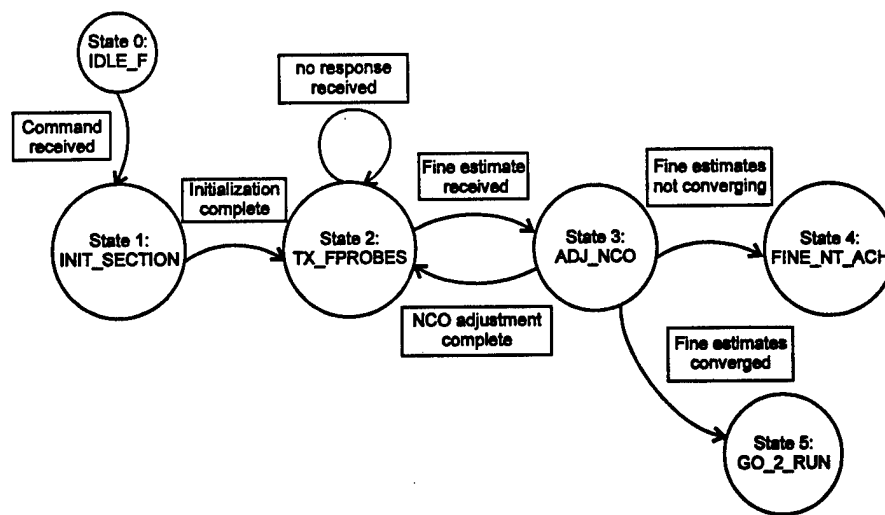 State 0:
IDLE_F
no response
received
Command
received
Initialization
complete
Fine estimate
received
Fine estimates
not converging
State 1:
INIT_SECTION
State 2:
TX_FPROBES
State 3:
ADJ_NCO
State 4:
FINE_NT_ACH
NCO adjustment
complete
Fine estimates
converged
State 5:
GO_2_RUN